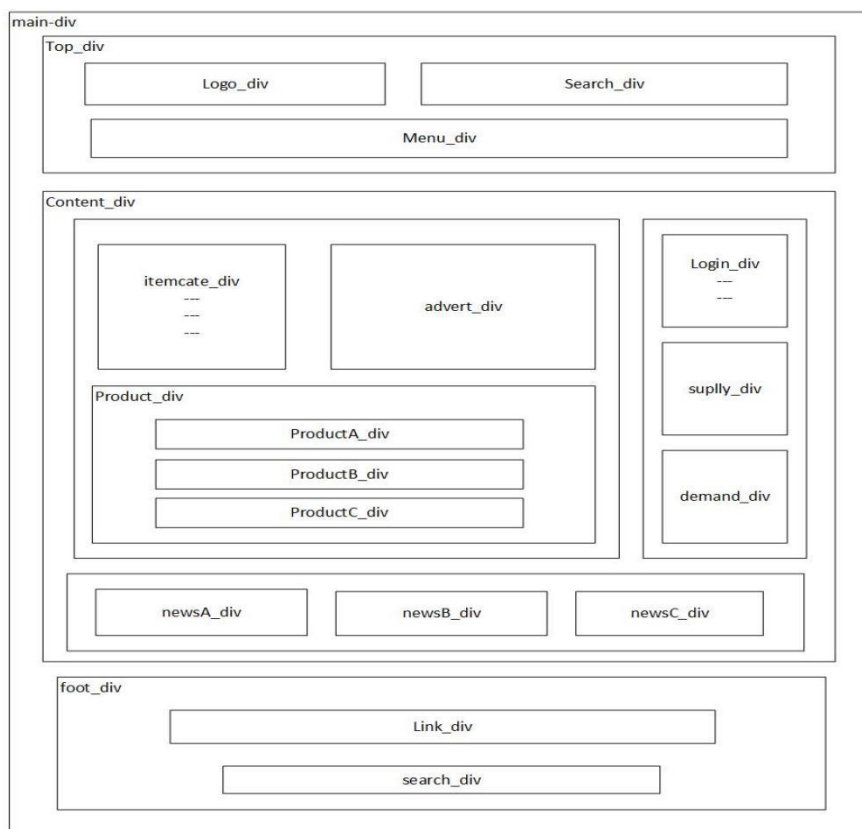 main-div
Top_div
Logo_div
Search_div
Menu_div
Content_div
itemcate_div
---
---
---
advert_div
Product_div
ProductA_div
ProductB_div
ProductC_div
Login_div
---
---
suplly_div
demand_div
newsA_div
newsB_div
newsC_div
foot_div
Link_div
search_div